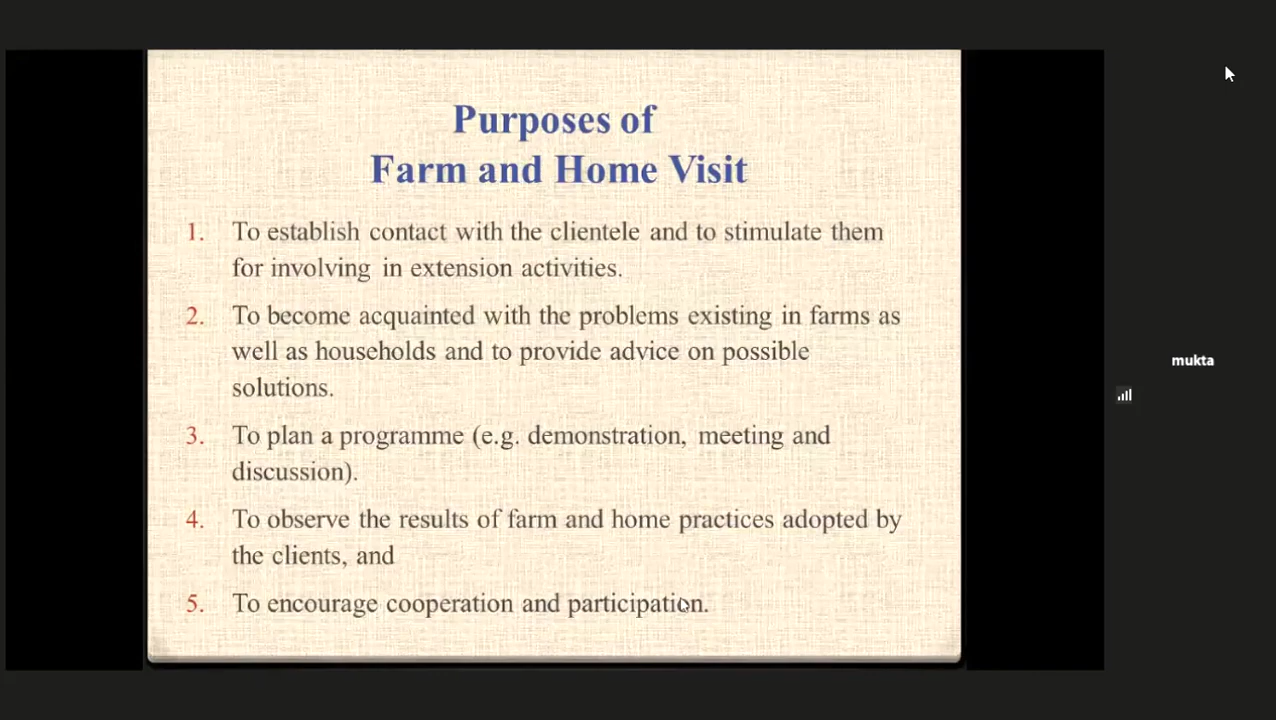 Purposes of
Farm and Home Visit
1. To establish contact with the clientele and to stimulate them
for involving in extension activities.
2. To become acquainted with the problems existing in farms as
well as households and to provide advice on possible
solutions.
3. To plan a programme (e.g. demonstration, meeting and
discussion).
4. To observe the results of farm and home practices adopted by
the clients, and
5. To encourage cooperation and participation.
mukta